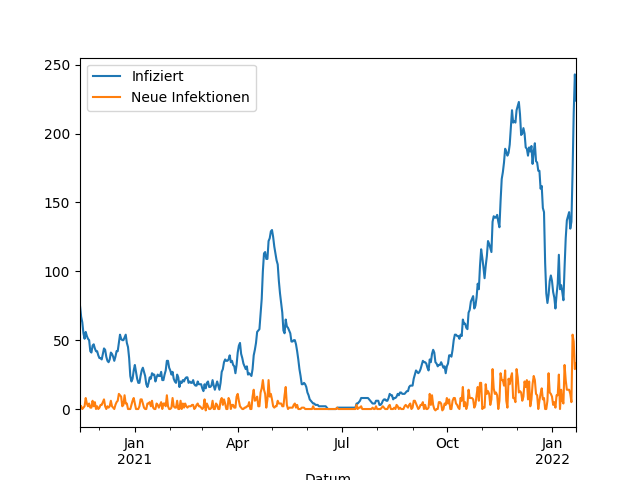 250
200
150
100
50
0
Infiziert
Neue Infektionen
Jan
2021
Apr
Jul
Oct
Jan
2022
Datum